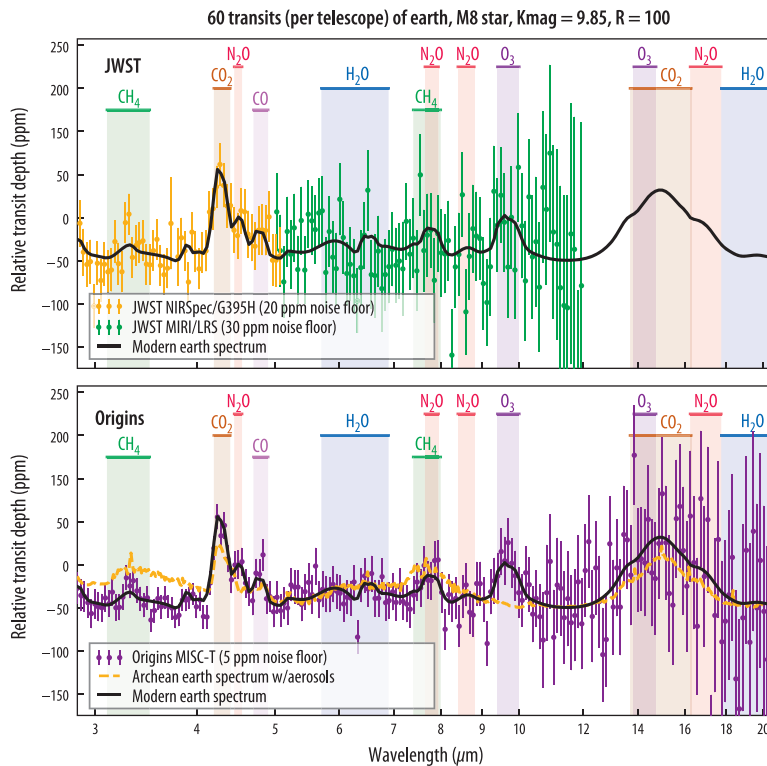 60 transits (per telescope) of earth, M8 star, Kmag = 9.85, R = 100
250
200
150
100
50
0
−50
−100
−150
Relative transit depth (ppm)
JWST
CH4
CO2
N2O
CO
H2O
CH4
N2O
N2O
O3
O3
CO2
N2O
H2O
JWST NIRSpec/G395H (20 ppm noise floor)
JWST MIRI/LRS (30 ppm noise floor)
Modern earth spectrum
250
200
150
100
50
0
−50
−100
−150
Relative transit depth (ppm)
Origins
CH4
CO2
N2O
CO
H2O
CH4
N2O
N2O
O3
O3
CO2
N2O
H2O
Origins MISC-T (5 ppm noise floor)
Archean earth spectrum w/aerosols
Modern earth spectrum
3 4 5 6 7 8 9 10 12 14 16 18 20
Wavelength (μm)